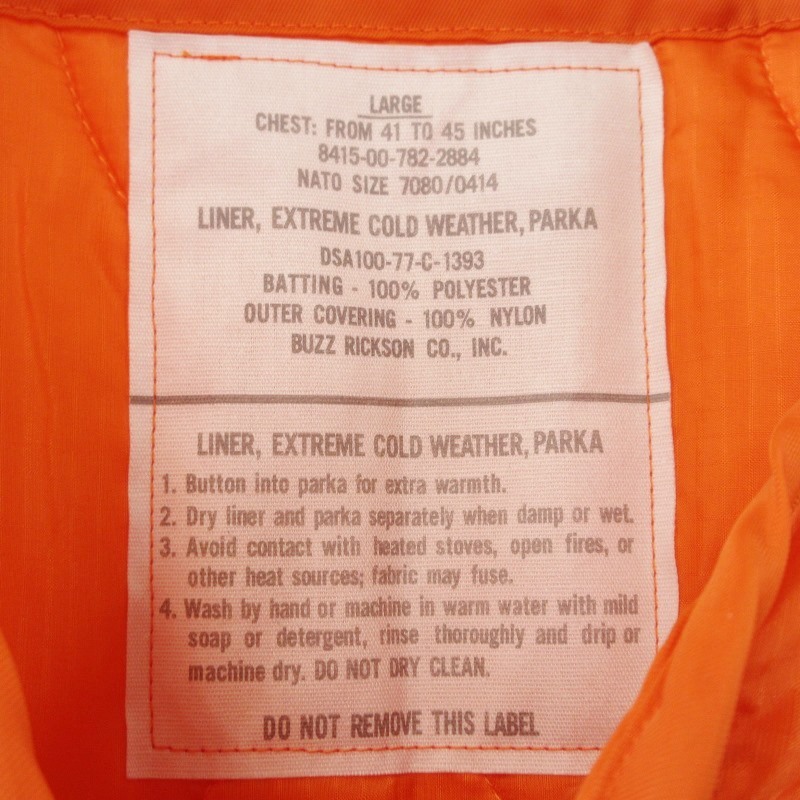 LARGE
CHEST: FROM 41 TO 45 INCHES
8415-00-782-2884
NATO SIZE 7080/0414
LINER, EXTREME COLD WEATHER, PARKA
DSA100-77-C-1393
BATTING - 100% POLYESTER
OUTER COVERING - 100% NYLON
BUZZ RICKSON CO., INC.
LINER, EXTREME COLD WEATHER, PARKA
1. Button into parka for extra warmth.
2. Dry liner and parka separately when damp or wet.
3. Avoid contact with heated stoves, open fires, or
other heat sources; fabric may fuse.
4. Wash by hand or machine in warm water with mild
soap or detergent, rinse thoroughly and drip or
machine dry. DO NOT DRY CLEAN.
DO NOT REMOVE THIS LABEL